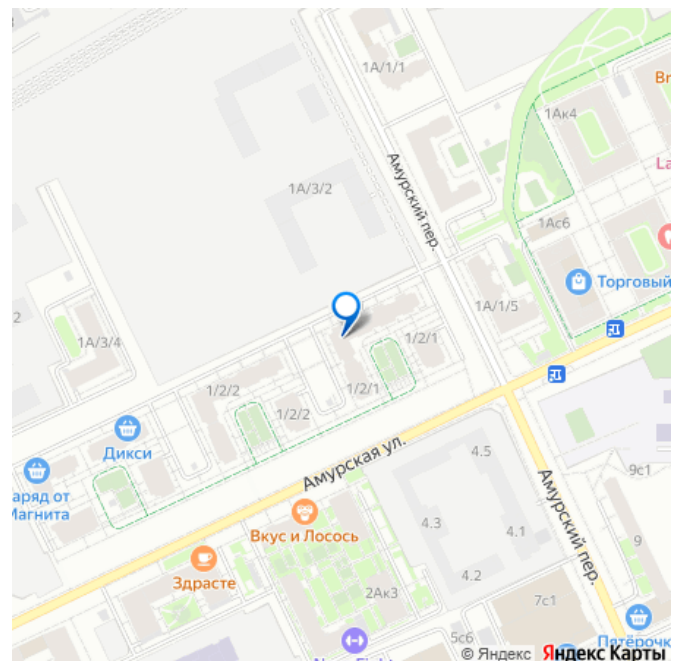 1А/1/1
Br
1Ак4
Амурский пер.
La
1А/3/2
1Ас6
Торговый
1А/1/5
2
1А/3/4
1/2/1
1/2/2
1/2/1
1/2/2
Дикси
Амурская ул.
4.5
9с1
аряд от
Магнита
Вкус и Лосось
4.3
4.1
Амурский пер.
9
Здрасте
4.2
2Ак3
7с1
5с6
Пятёрочк
© Яндекс Яндекс Карты